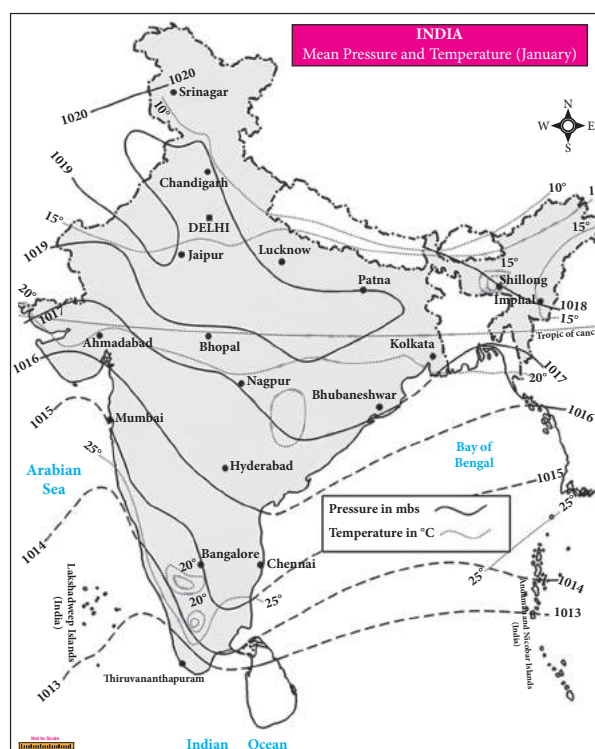 INDIA
Mean Pressure and Temperature (January)
N
W E
S
1020
1020
Srinagar
10°
1019
Chandigarh
10°
15°
15°
DELHI
1019
Jaipur
Lucknow
15°
Shillong
Patna
Imphal
1018
20°
15°
1017
Tropic of canc
Ahmadabad
Bhopal
Kolkata
1016
1017
20°
Nagpur
Bhubaneshwar
1015
1016
Mumbai
25°
Bay of
Bengal
Arabian
Sea
Hyderabad
1015
25°
Pressure in mbs
Temperature in °C
1014
Bangalore
Chennai
20°
25°
1014
20°
25°
1013
Lakshadweep Islands
(India)
Andaman and Nicobar Islands
(India)
1013
Thiruvananthapuram
Not to Scale
Indian Ocean